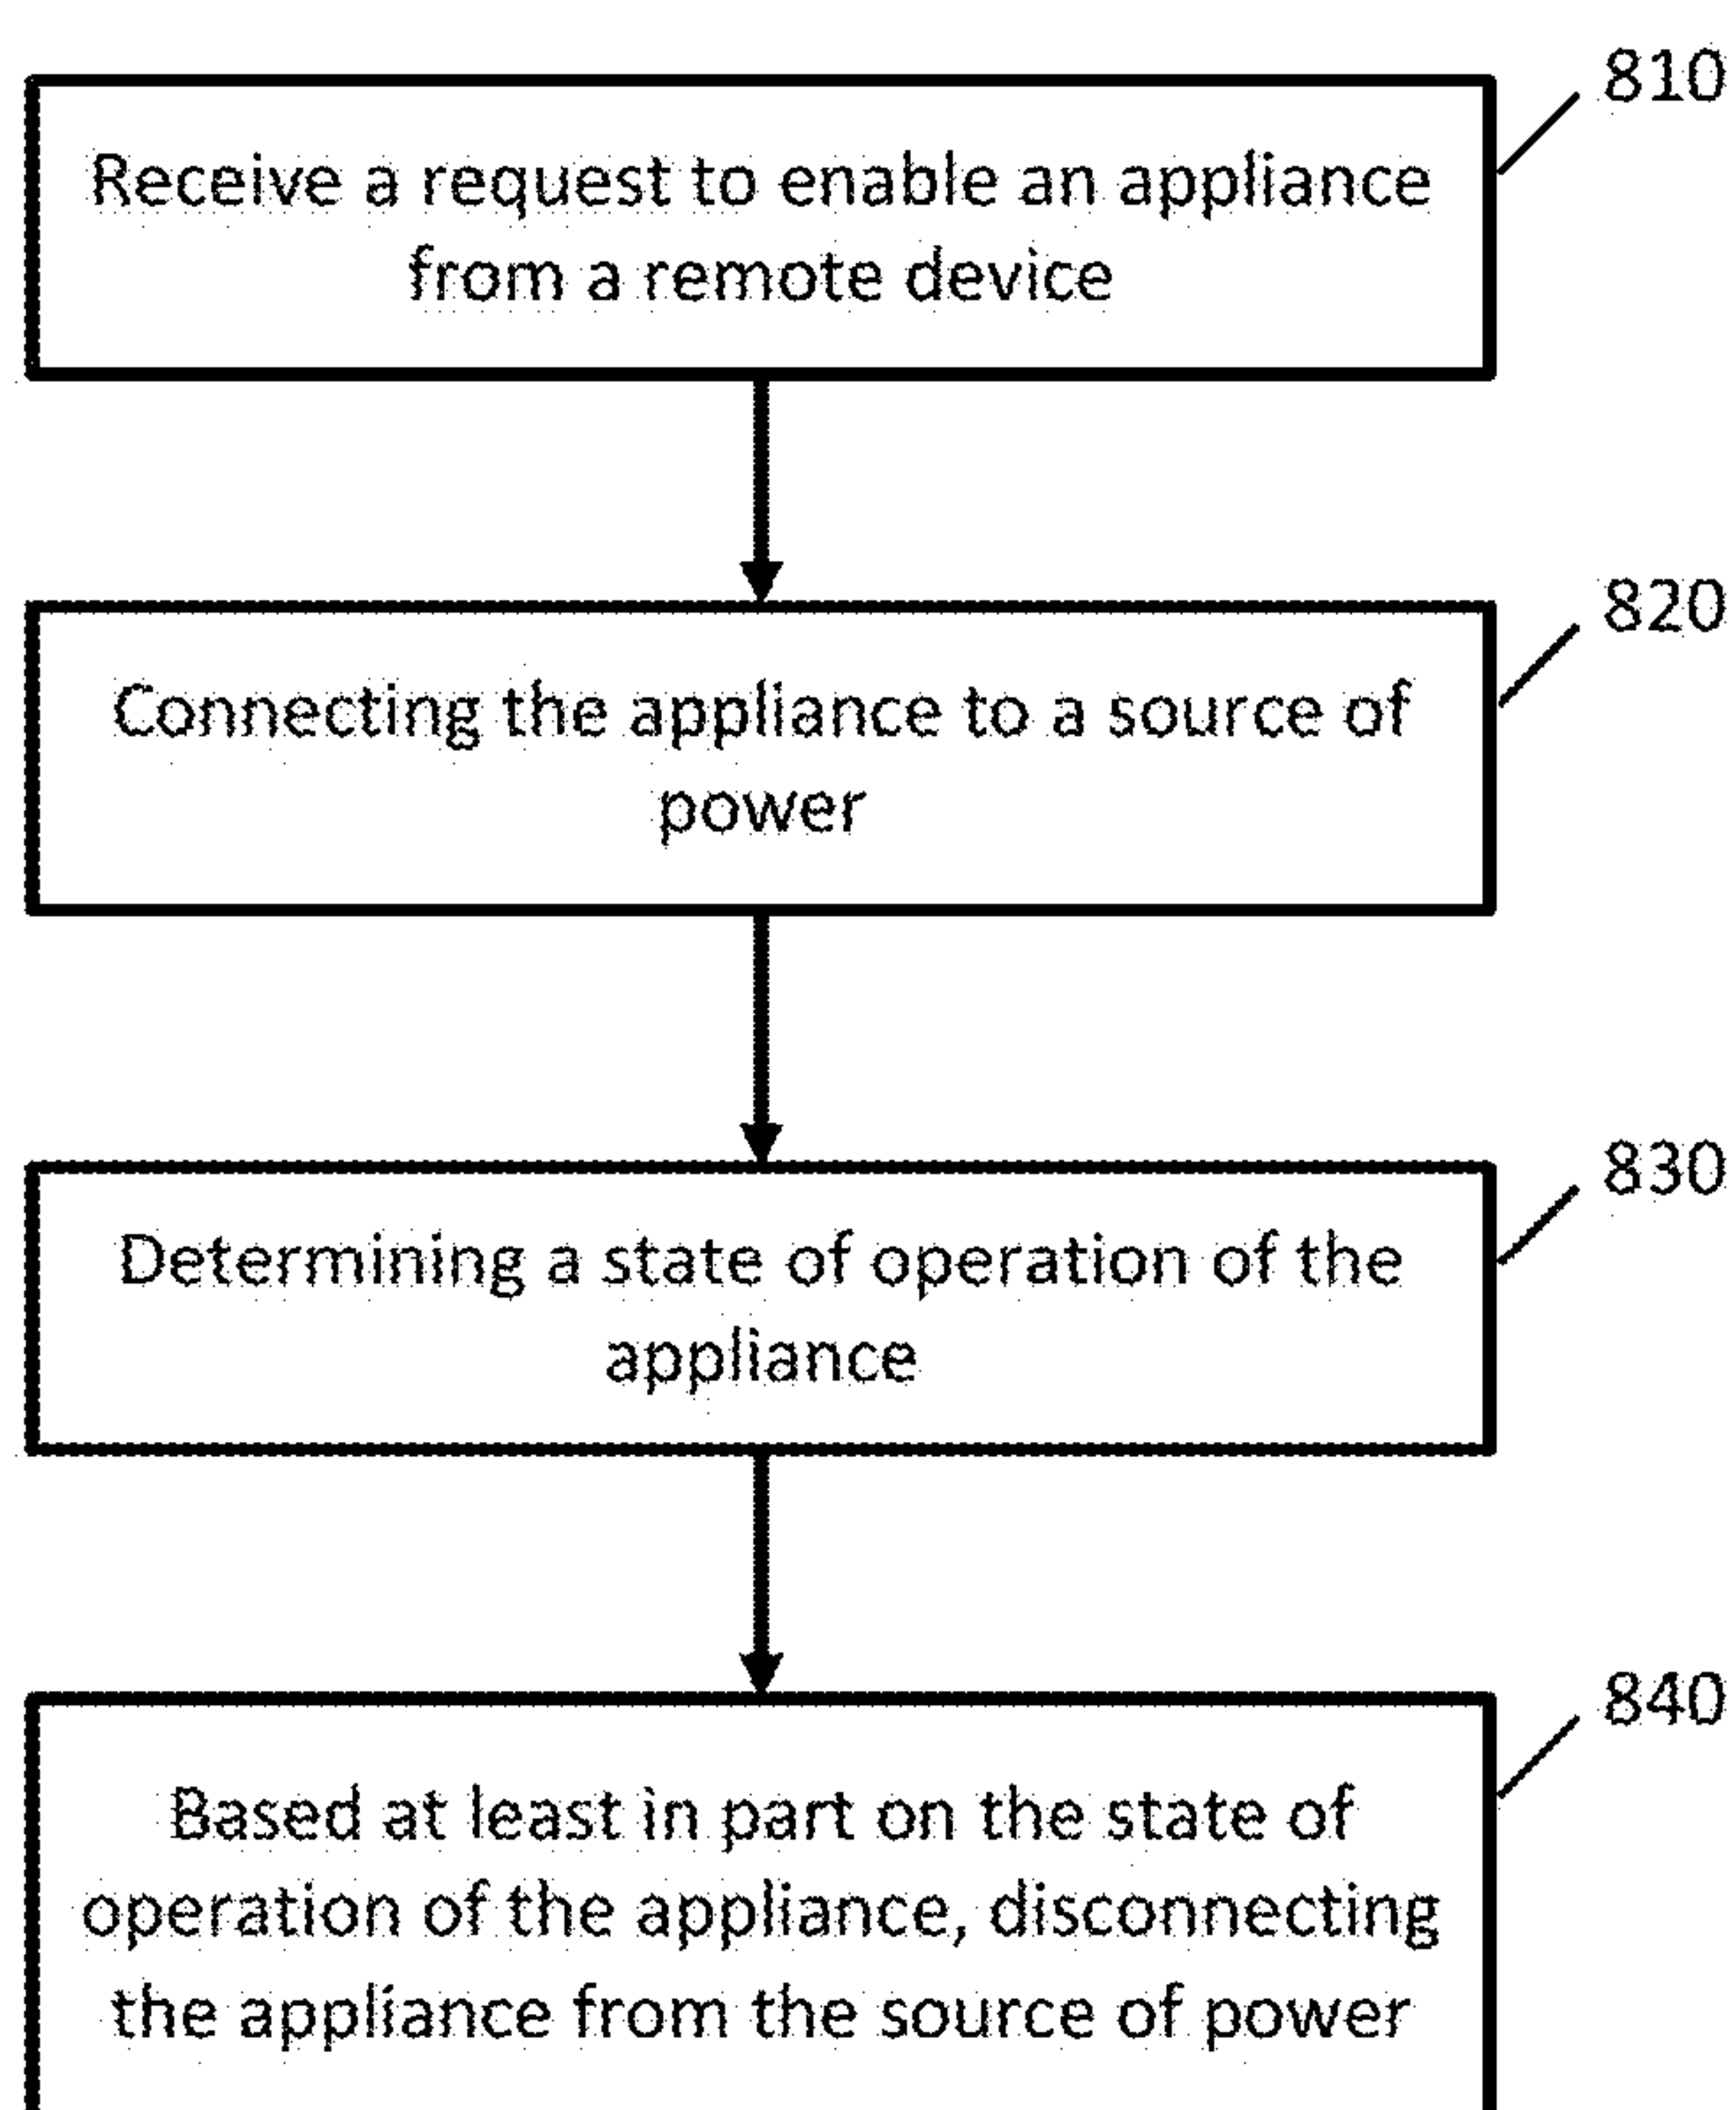 810
Receive a request to enable an appliance
from a remote device
820
Connecting the appliance to a source of
power
830
Determining a state of operation of the
appliance
840
Based at least in part on the state of
operation of the appliance, disconnecting
the appliance from the source of power